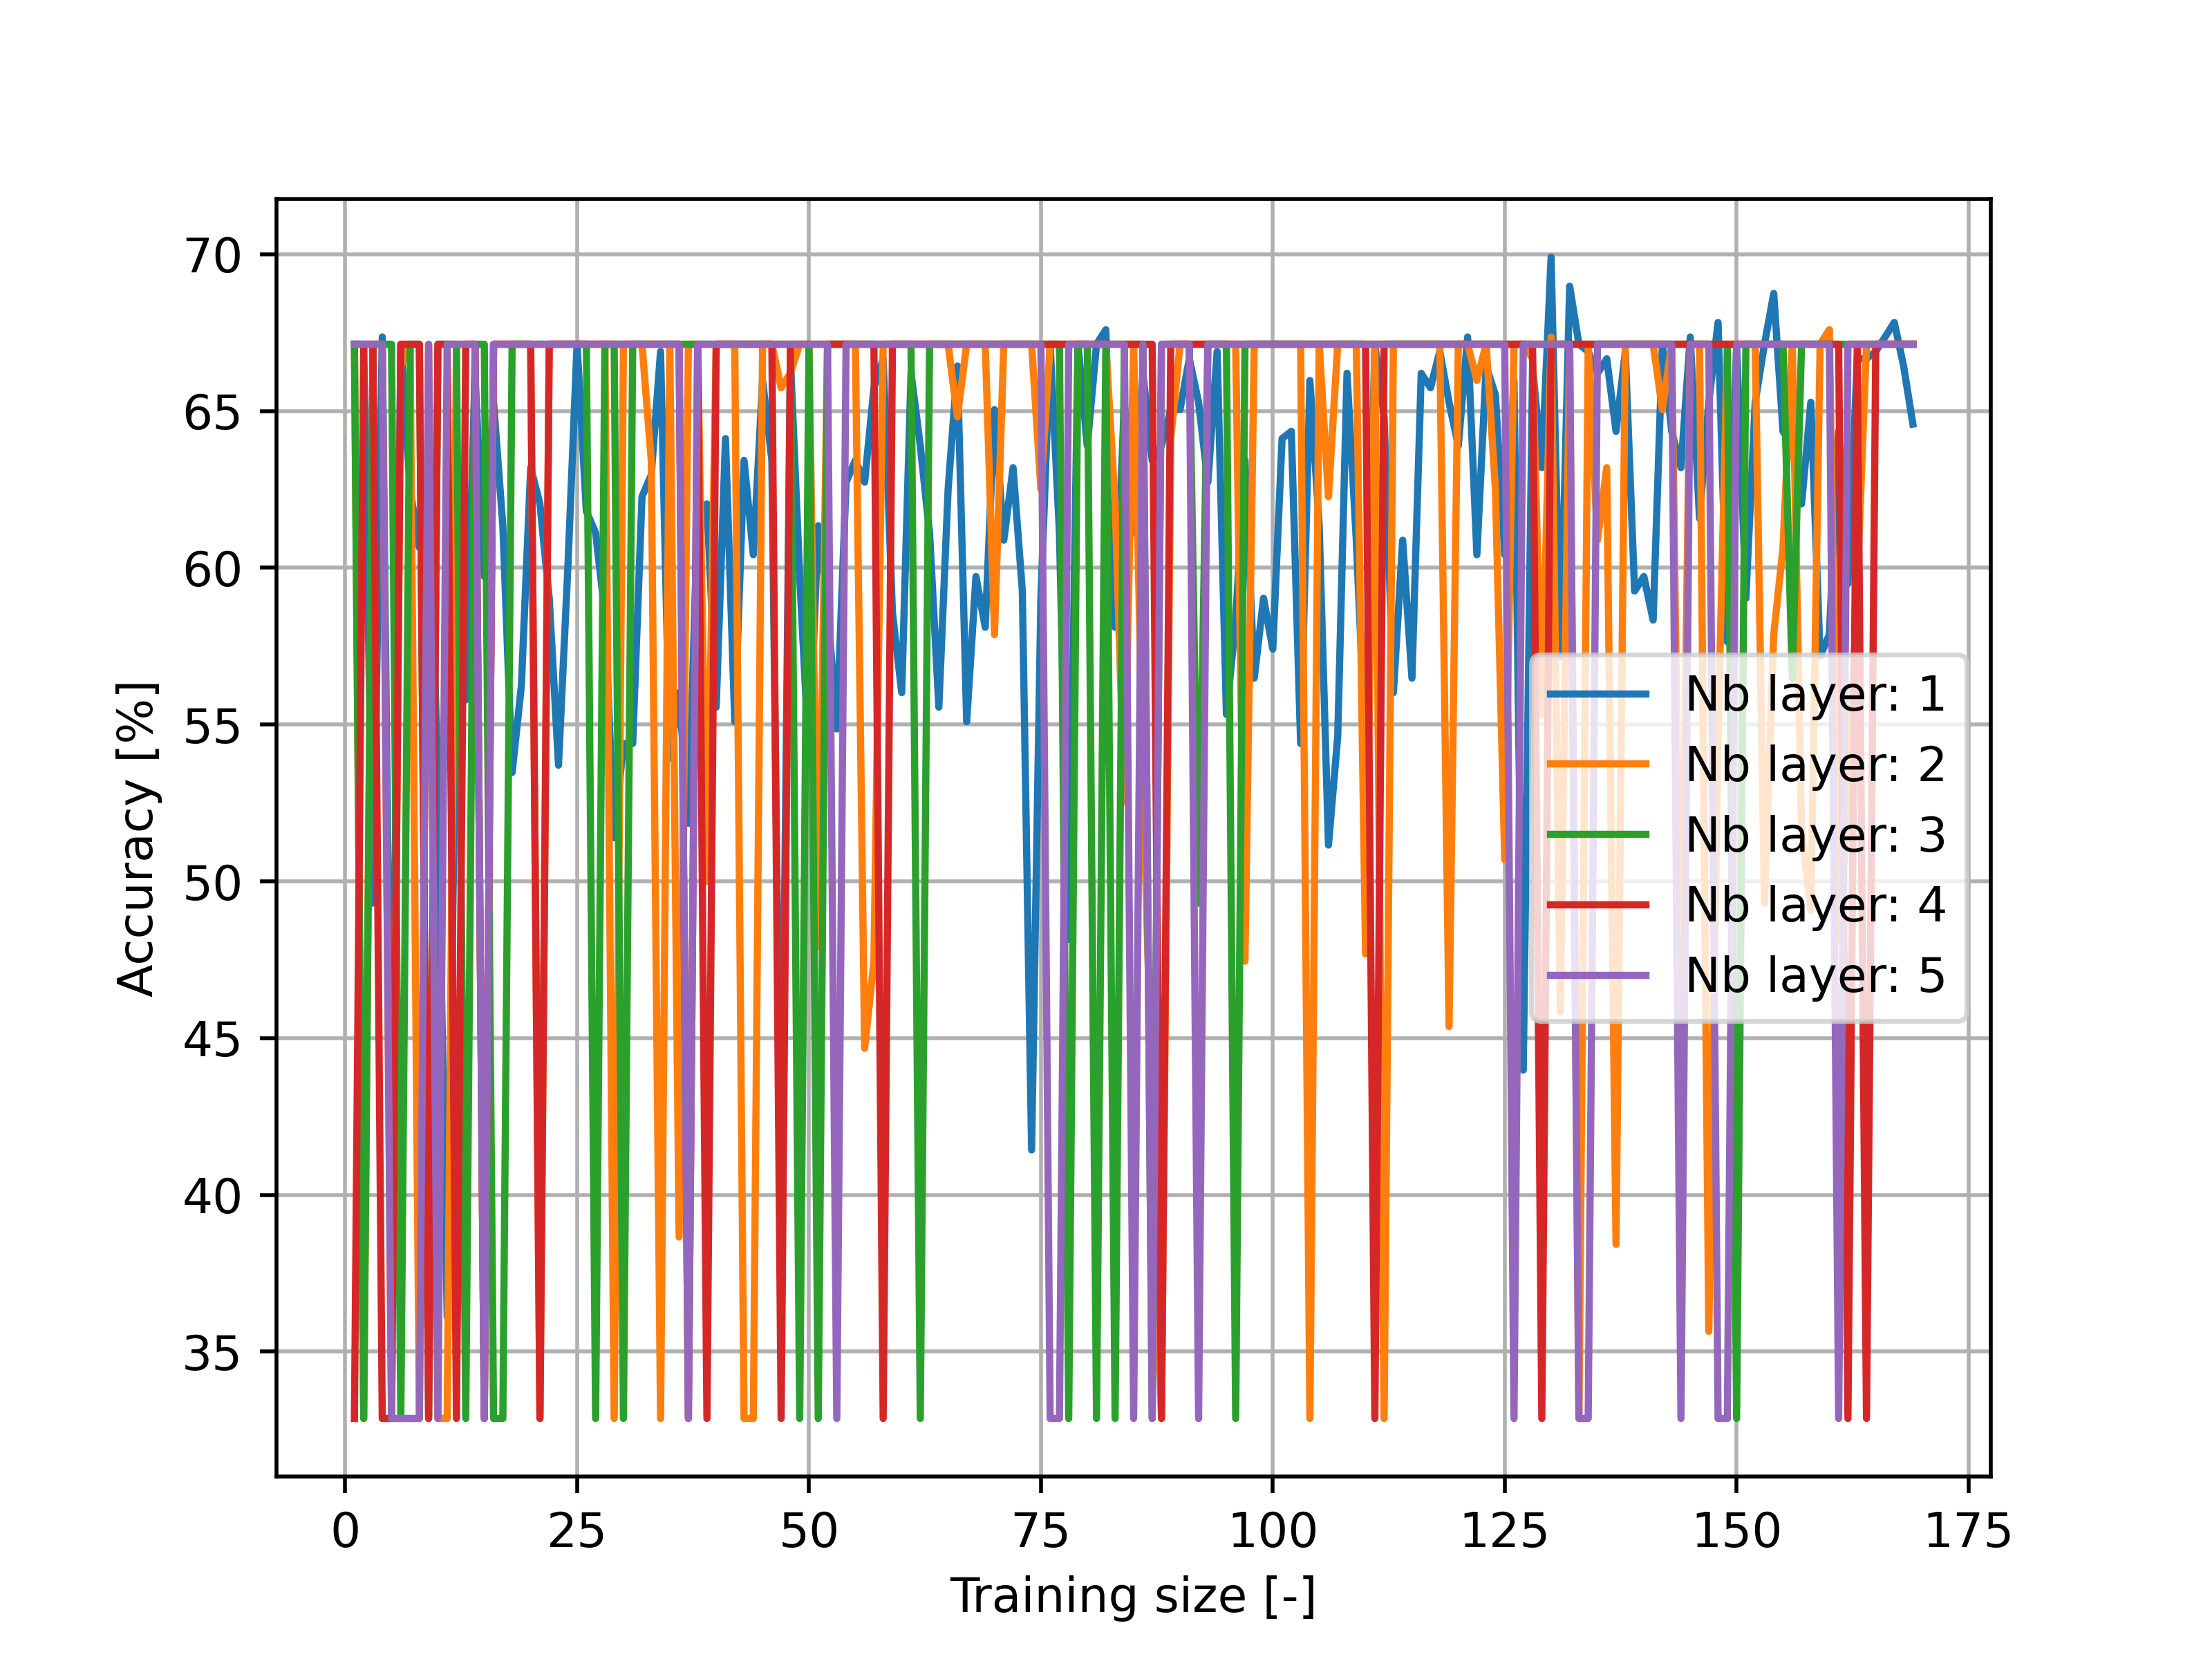 70
65
60
55
50
45
40
35
Accuracy [%]
Nb layer: 1
Nb layer: 2
Nb layer: 3
Nb layer: 4
Nb layer: 5
0 25 50 75 100 125 150 175
Training size [-]